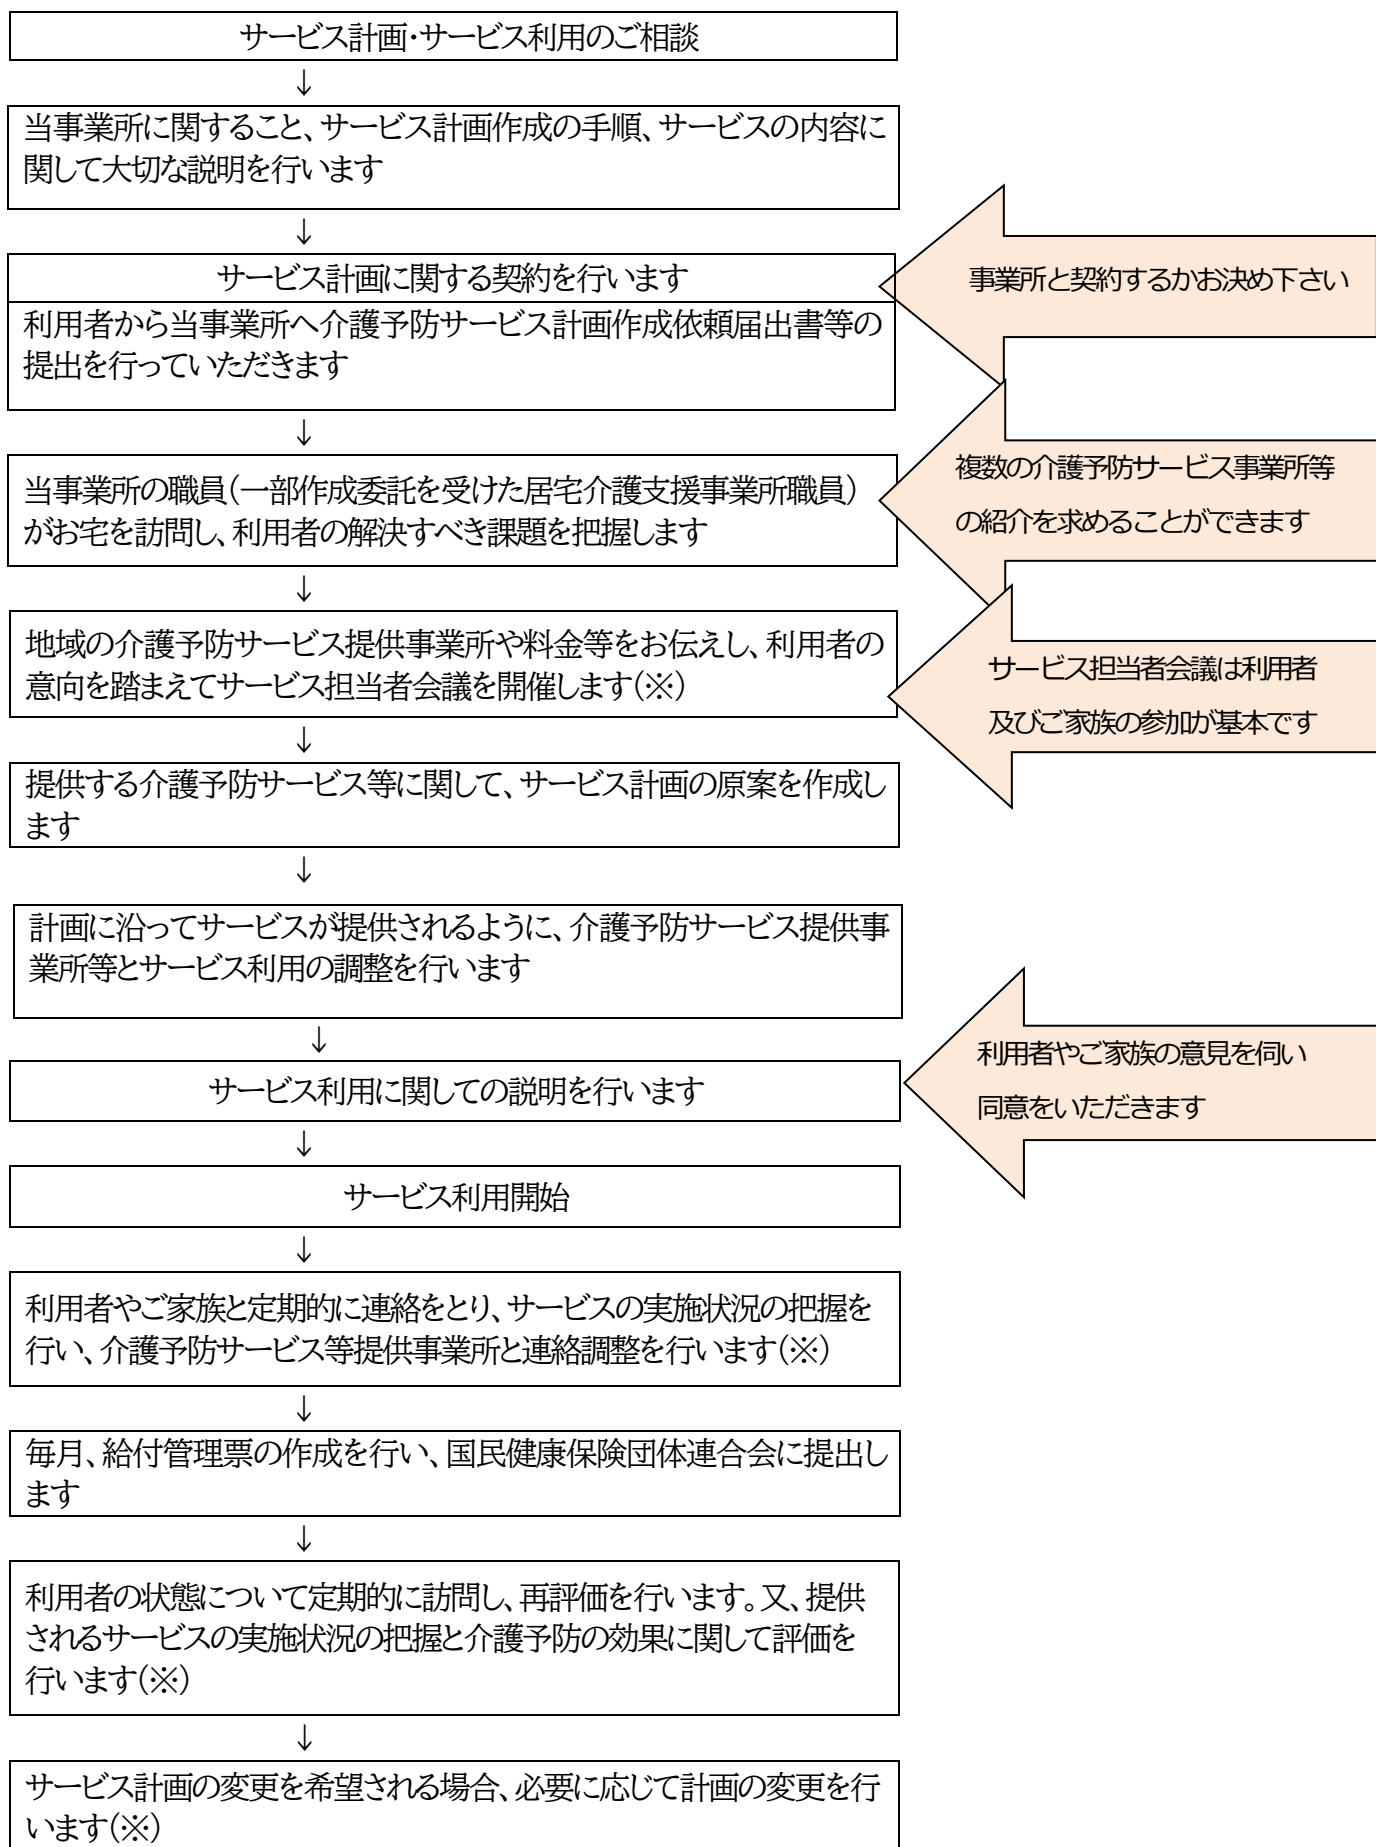 サービス計画・サービス利用のご相談
↓
当事業所に関すること、サービス計画作成の手順、サービスの内容に
関して大切な説明を行います
↓
サービス計画に関する契約を行います
事業所と契約するかお決め下さい
利用者から当事業所へ介護予防サービス計画作成依頼届出書等の
提出を行っていただきます
↓
当事業所の職員(一部作成委託を受けた居宅介護支援事業所職員)
がお宅を訪問し、利用者の解決すべき課題を把握します
複数の介護予防サービス事業所等
の紹介を求めることができます
↓
地域の介護予防サービス提供事業所や料金等をお伝えし、利用者の
意向を踏まえてサービス担当者会議を開催します(※)
サービス担当者会議は利用者
及びご家族の参加が基本です
↓
提供する介護予防サービス等に関して、サービス計画の原案を作成し
ます
↓
計画に沿ってサービスが提供されるように、介護予防サービス提供事
業所等とサービス利用の調整を行います
↓
サービス利用に関しての説明を行います
利用者やご家族の意見を伺い
同意をいただきます
↓
サービス利用開始
↓
利用者やご家族と定期的に連絡をとり、サービスの実施状況の把握を
行い、介護予防サービス等提供事業所と連絡調整を行います(※)
↓
毎月、給付管理票の作成を行い、国民健康保険団体連合会に提出し
ます
↓
利用者の状態について定期的に訪問し、再評価を行います。又、提供
されるサービスの実施状況の把握と介護予防の効果に関して評価を
行います(※)
↓
サービス計画の変更を希望される場合、必要に応じて計画の変更を行
います(※)